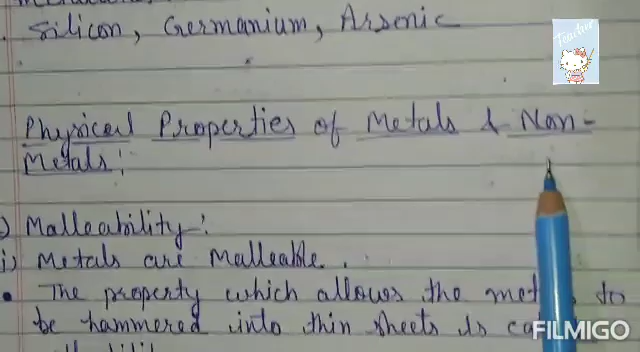 Silicon, Germanium, Arsenic
Teacher
Physical Properties of Metals & Non-
Metals:
) Malleability:
i) Metals are Malleable.
• The property which allows the met to
be hammered into thin sheets is ca
FILMIGO